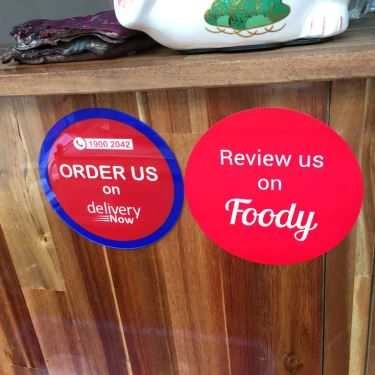 1900 2042
ORDER US
on
delivery
Now
Review us
on
Foody